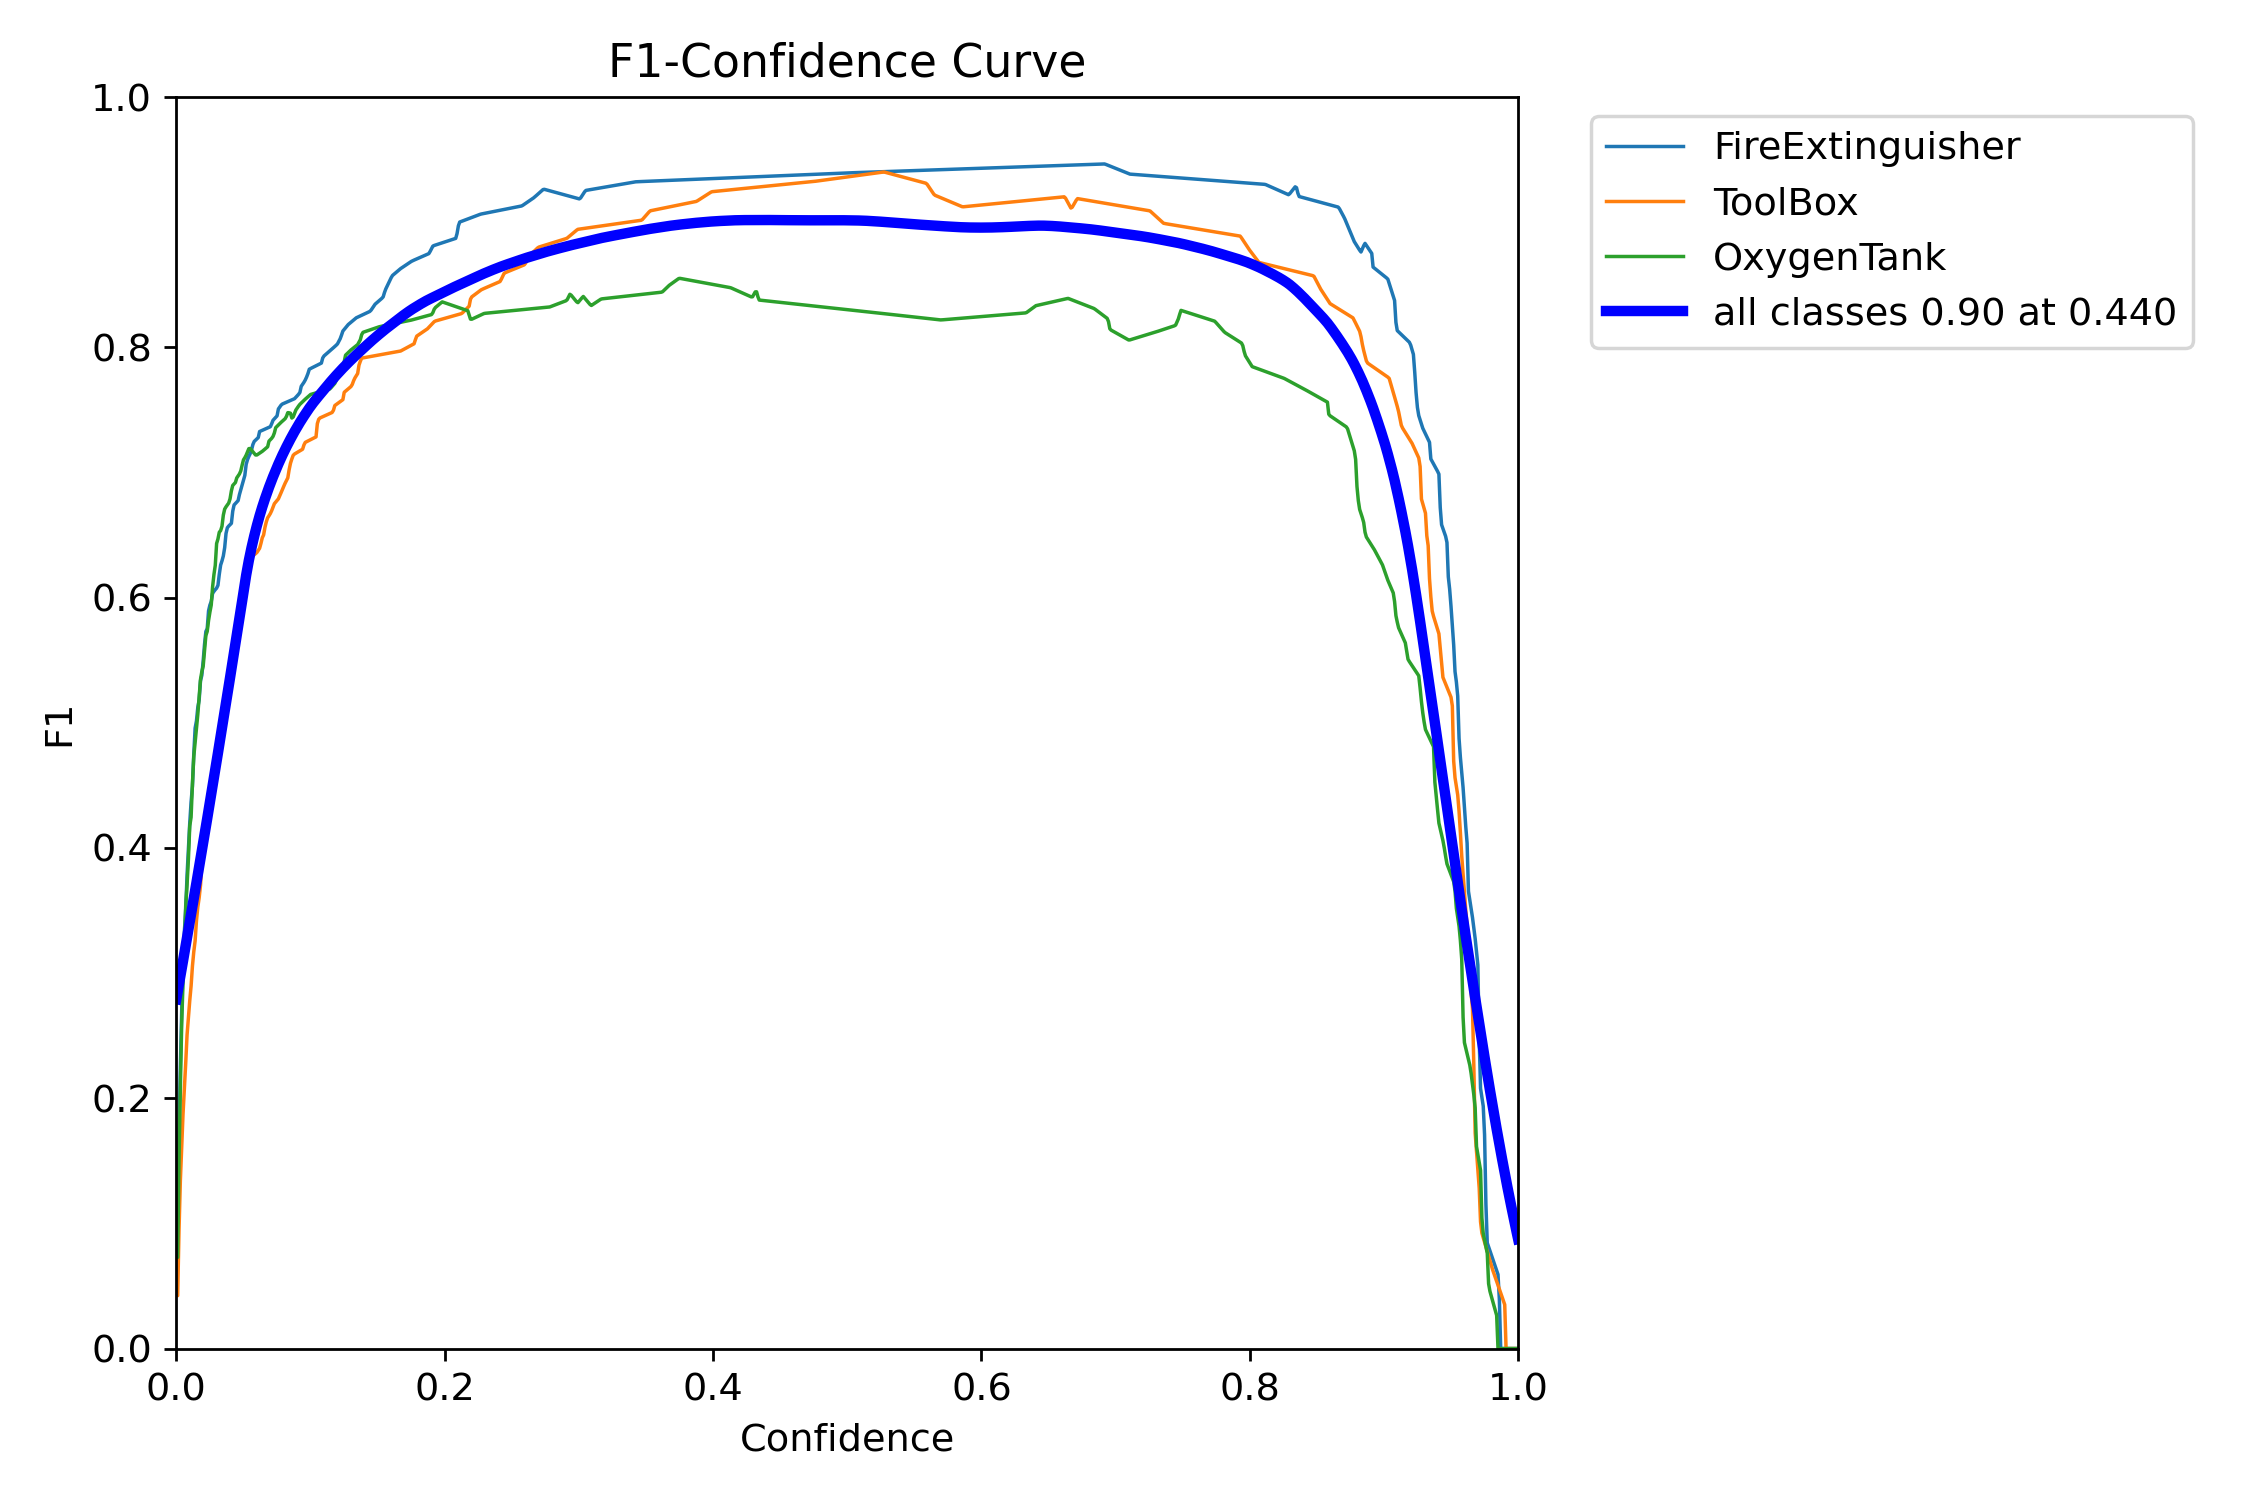 F1-Confidence Curve
1.0
0.8
0.6
0.4
0.2
0.0
F1
0.0 0.2 0.4 0.6 0.8 1.0
Confidence
FireExtinguisher
ToolBox
OxygenTank
all classes 0.90 at 0.440